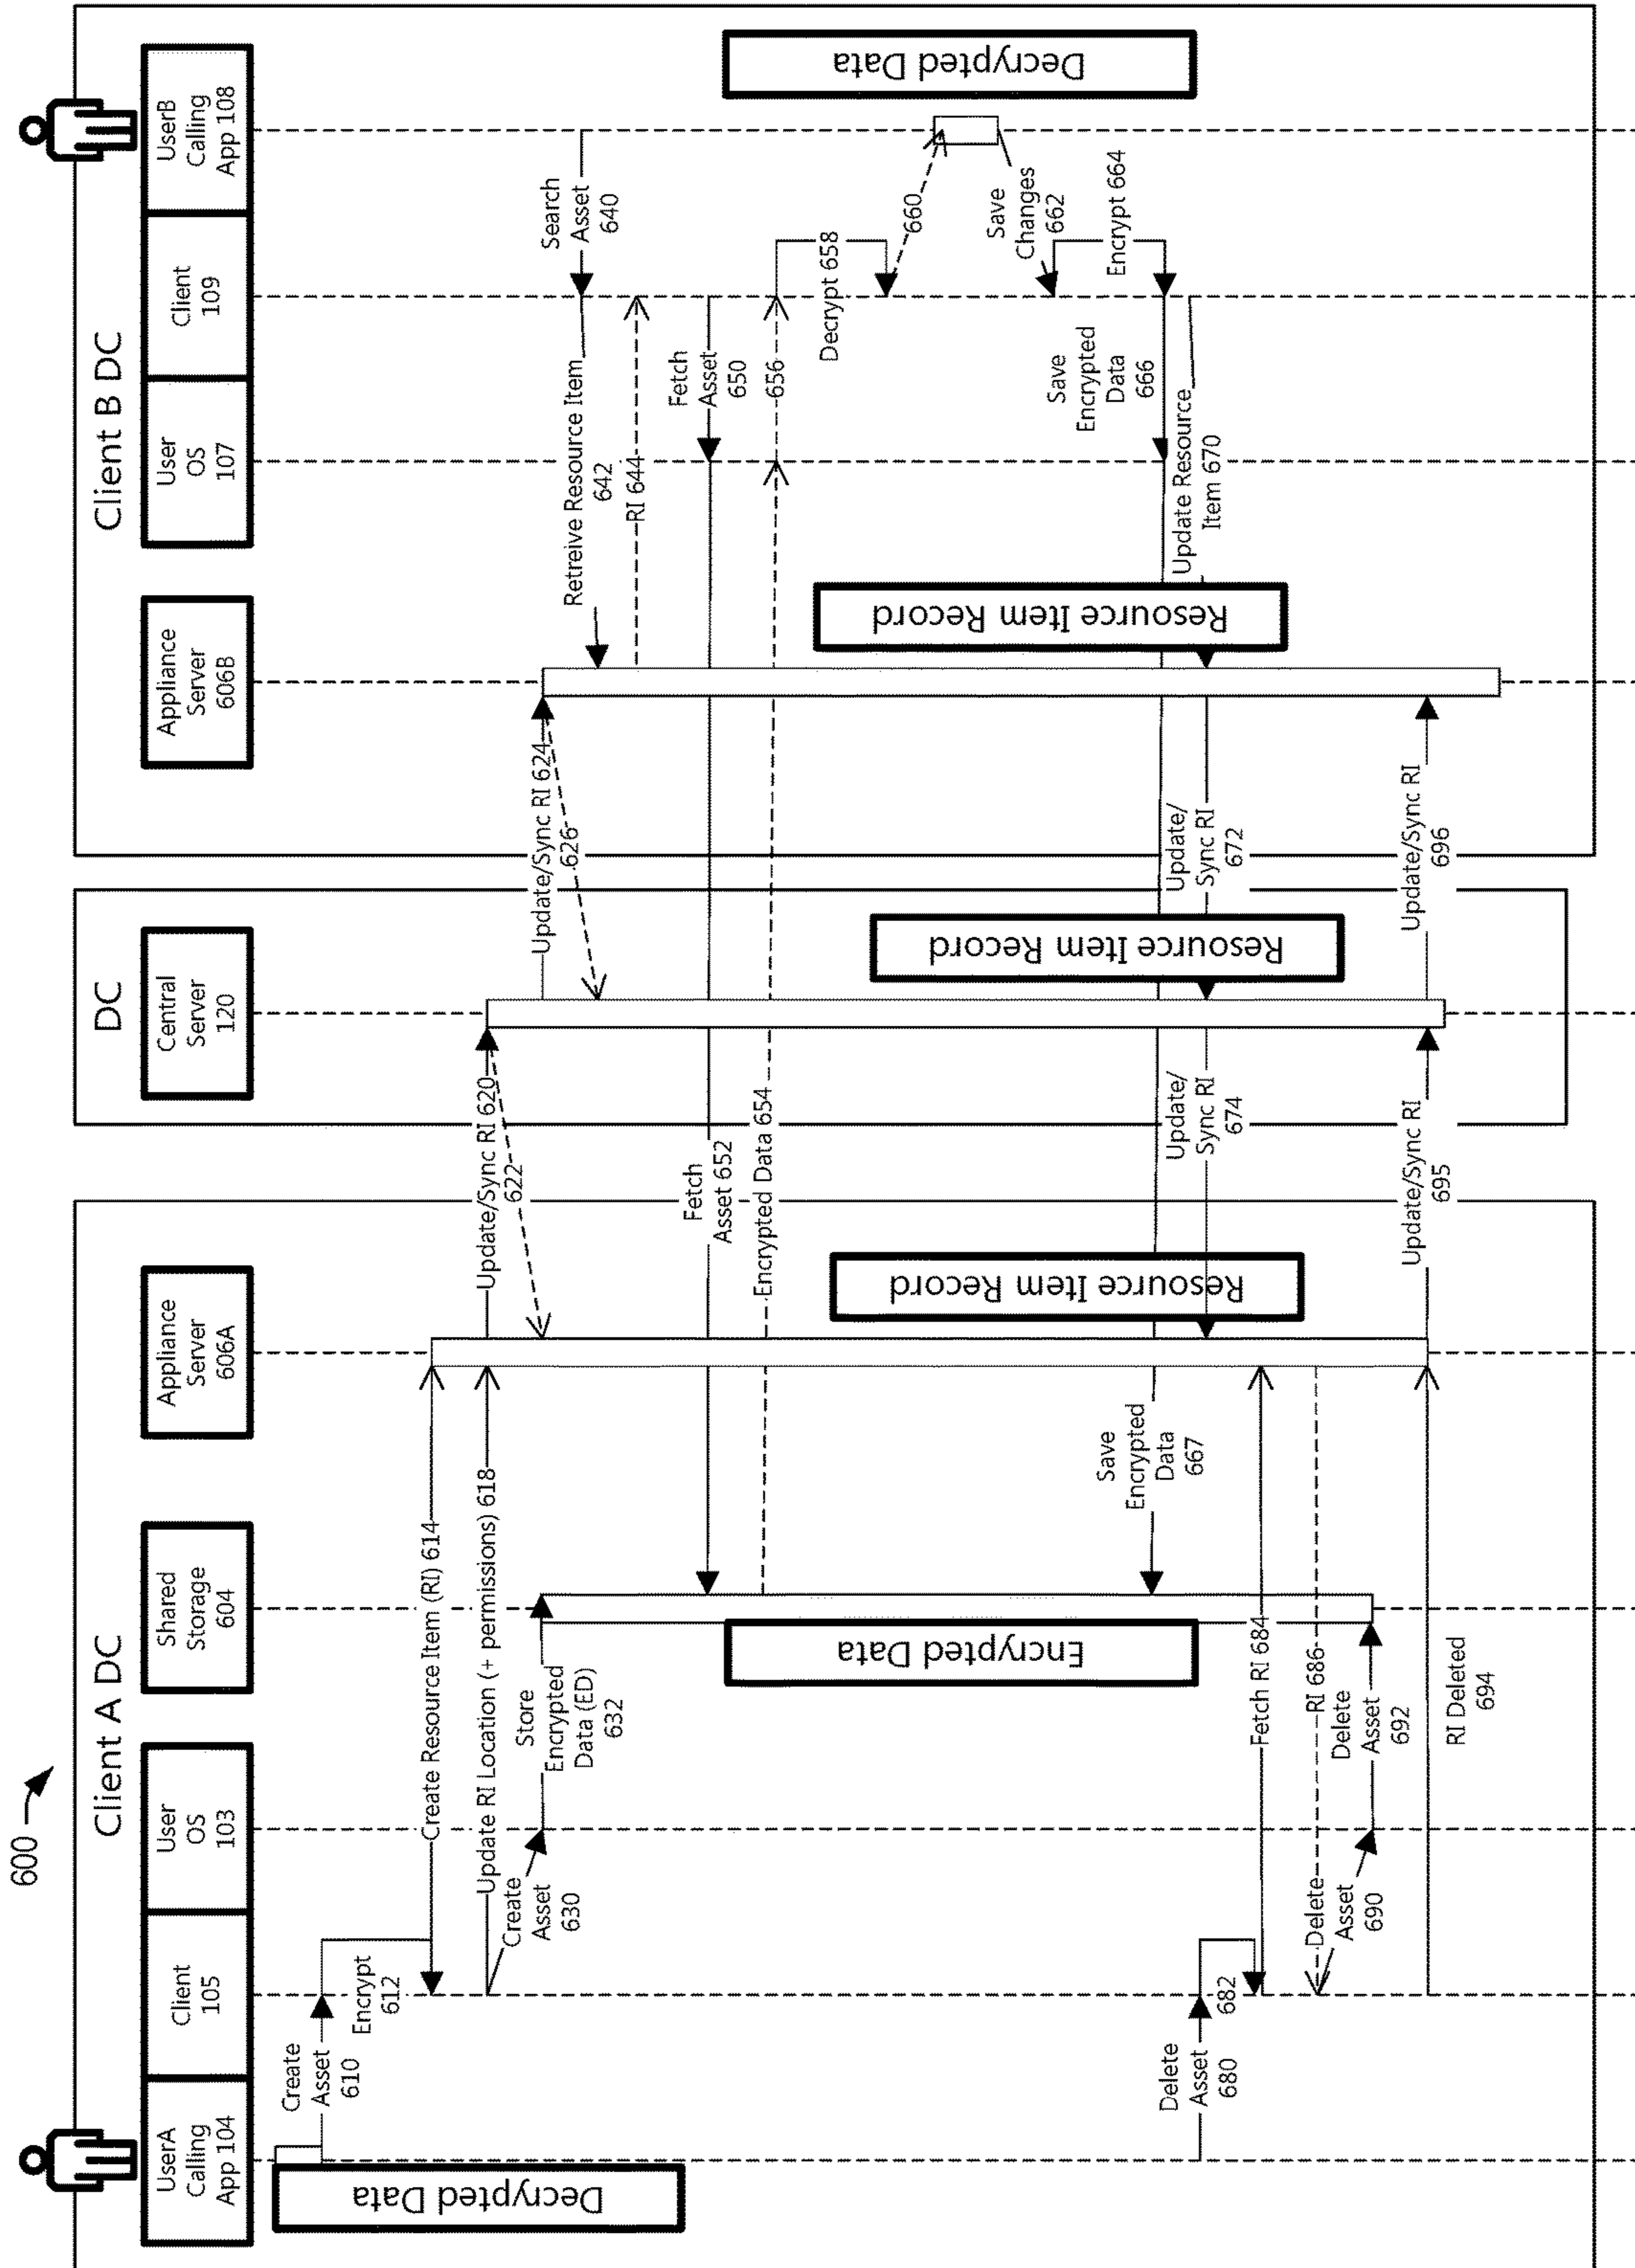 600
Client A DC
DC
Client B DC
UserA
Calling
App 104
Client
105
User
OS
103
Shared
Storage
604
Appliance
Server
606A
Central
Server
120
Appliance
Server
606B
User
OS
107
Client
109
UserB
Calling
App 108
Decrypted Data
Create
Asset
610
Encrypt
612
Create Resource Item (RI) 614
Update RI Location (+ permissions) 618
Update/Sync RI 620
622
Update/Sync RI 624
626
Create
Asset
630
Store
Encrypted
Data (ED)
632
Search
Asset
640
Retreive Resource Item
642
RI 644
Fetch
Asset
650
Fetch
Asset 652
Encrypted Data 654
656
Decrypt 658
660
Decrypted Data
Encrypted Data
Resource Item Record
Resource Item Record
Resource Item Record
Save
Changes
662
Encrypt 664
Save
Encrypted
Data
666
Save
Encrypted
Data
667
Update Resource
Item 670
Update/
Sync RI
672
Update/
Sync RI
674
Delete
Asset
680
682
Fetch RI 684
RI 686
Delete
Asset
690
Delete
Asset
692
RI Deleted
694
Update/Sync RI
695
Update/Sync RI
696